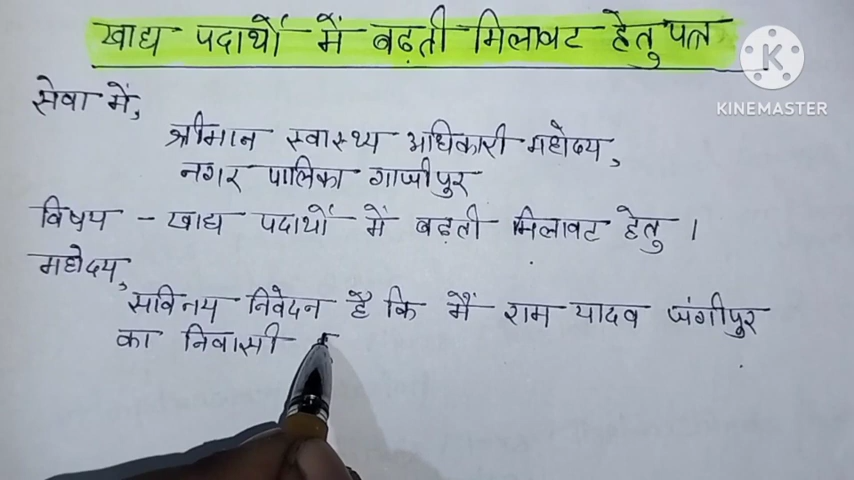 खाद्य पदार्थो में बढ़ती मिलावट हेतु पत्र
KINEMASTER
सेवा में,
श्रीमान स्वास्थ्य अधिकारी महोदय,
नगर पालिका गाजीपुर
विषय - खाद्य पदार्थो में बढ़ती मिलावट हेतु ।
महोदय,
सविनय निवेदन है कि मैं राम यादव जंगीपुर
का निवासी